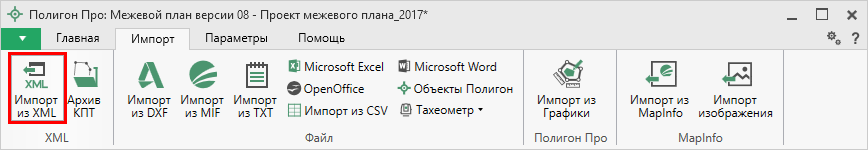 Полигон Про: Межевой план версии 08 - Проект межевого плана_2017*
Главная Импорт Параметры Помощь
XML
Импорт из XML
Архив КПТ
XML
Импорт из DXF
Импорт из MIF
Импорт из TXT
Microsoft Excel
OpenOffice
Импорт из CSV
Microsoft Word
Объекты Полигон
Тахеометр
Файл
Импорт из Графики
Полигон Про
Импорт из MapInfo
Импорт изображения
MapInfo